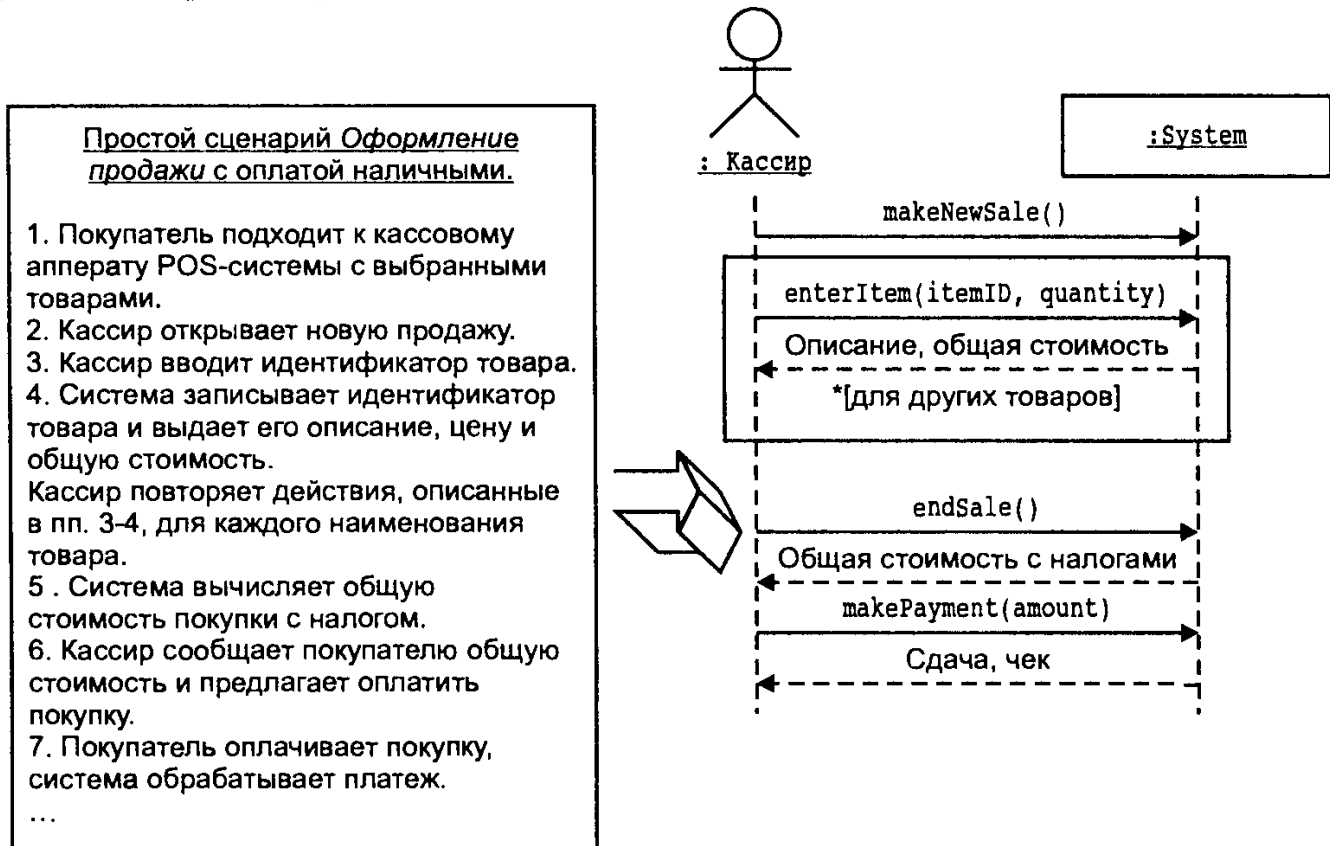 Простой сценарий Оформление
продажи с оплатой наличными.
1. Покупатель подходит к кассовому
апперату POS-системы с выбранными
товарами.
2. Кассир открывает новую продажу.
3. Кассир вводит идентификатор товара.
4. Система записывает идентификатор
товара и выдает его описание, цену и
общую стоимость.
Кассир повторяет действия, описанные
в пп. 3-4, для каждого наименования
товара.
5 . Система вычисляет общую
стоимость покупки с налогом.
6. Кассир сообщает покупателю общую
стоимость и предлагает оплатить
покупку.
7. Покупатель оплачивает покупку,
система обрабатывает платеж.
...
: Кассир
:System
makeNewSale()
enterItem(itemID, quantity)
Описание, общая стоимость
*[для других товаров]
endSale()
Общая стоимость с налогами
makePayment(amount)
Сдача, чек